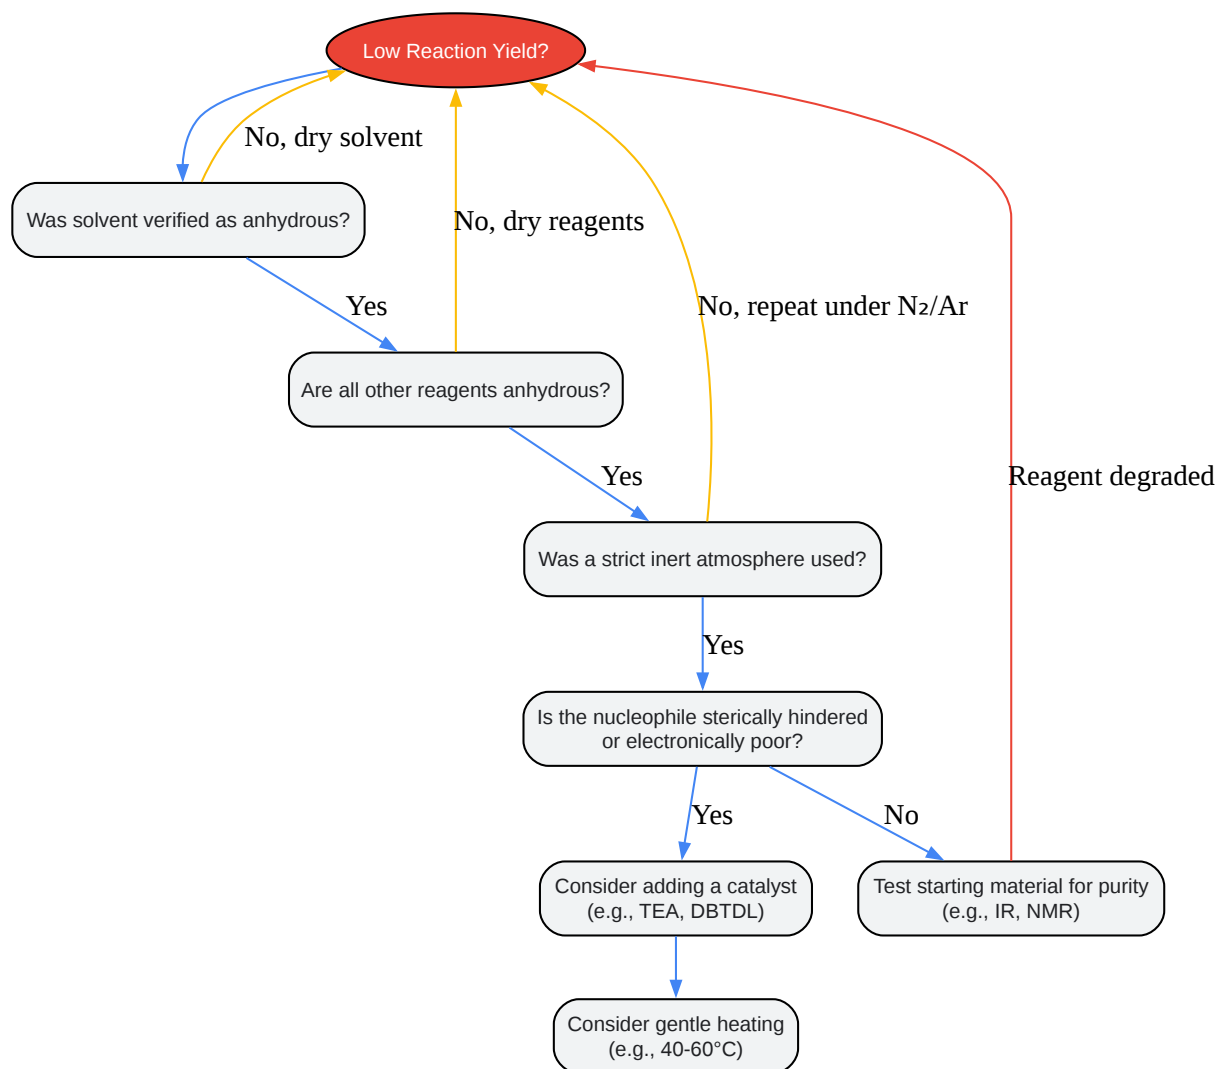 Low Reaction Yield?
No, dry solvent
Was solvent verified as anhydrous?
No, dry reagents
Yes
No, repeat under N₂/Ar
Are all other reagents anhydrous?
Yes
Reagent degraded
Was a strict inert atmosphere used?
Yes
Is the nucleophile sterically hindered
or electronically poor?
Yes
No
Consider adding a catalyst
(e.g., TEA, DBTDL)
Test starting material for purity
(e.g., IR, NMR)
Consider gentle heating
(e.g., 40-60°C)